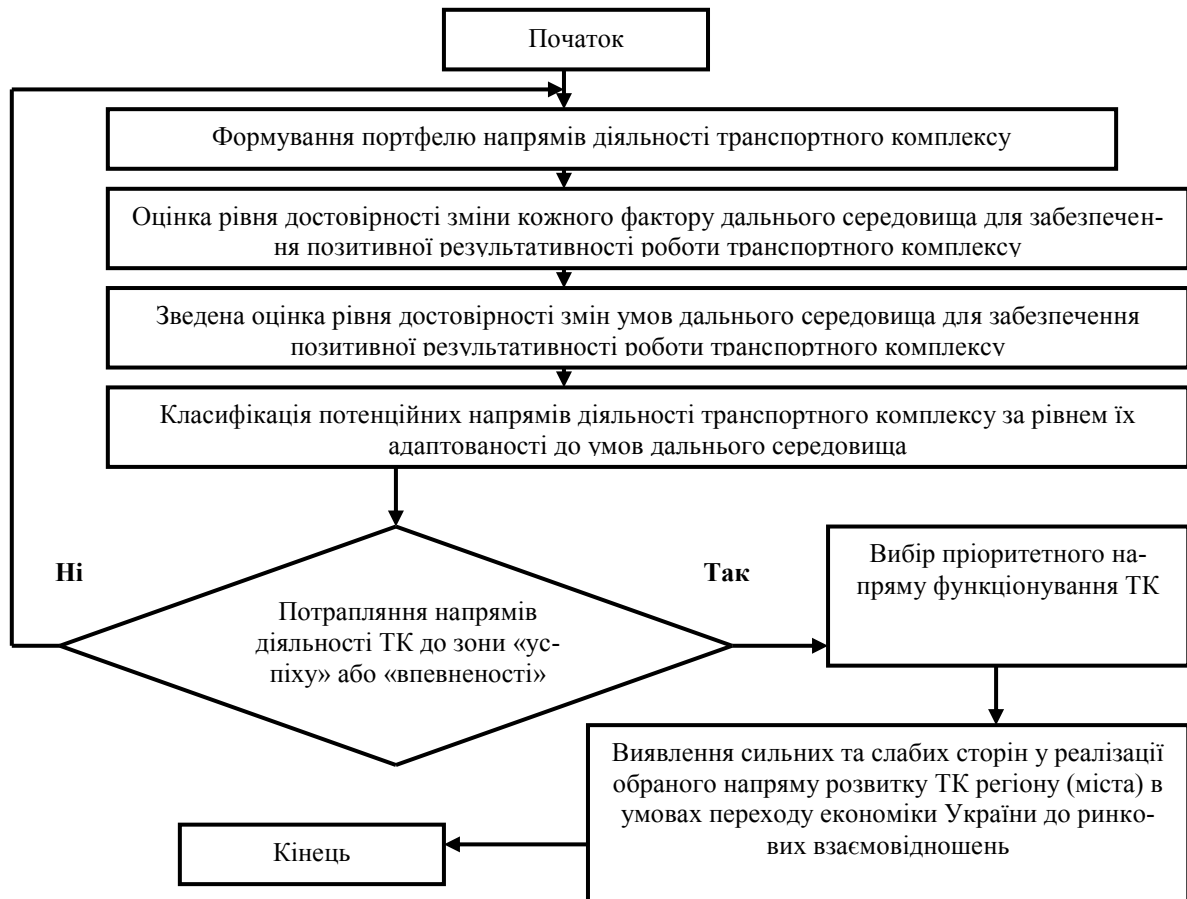 Початок
Формування портфелю напрямів діяльності транспортного комплексу
Оцінка рівня достовірності зміни кожного фактору дальнього середовища для забезпечен-
ня позитивної результативності роботи транспортного комплексу
Зведена оцінка рівня достовірності змін умов дальнього середовища для забезпечення
позитивної результативності роботи транспортного комплексу
Класифікація потенційних напрямів діяльності транспортного комплексу за рівнем їх
адаптованості до умов дальнього середовища
Ні
Потрапляння напрямів
діяльності ТК до зони «ус-
піху» або «впевненості»
Так
Вибір пріоритетного на-
пряму функціонування ТК
Виявлення сильних та слабих сторін у реалізації
обраного напряму розвитку ТК регіону (міста) в
умовах переходу економіки України до ринко-
вих взаємовідношень
Кінець